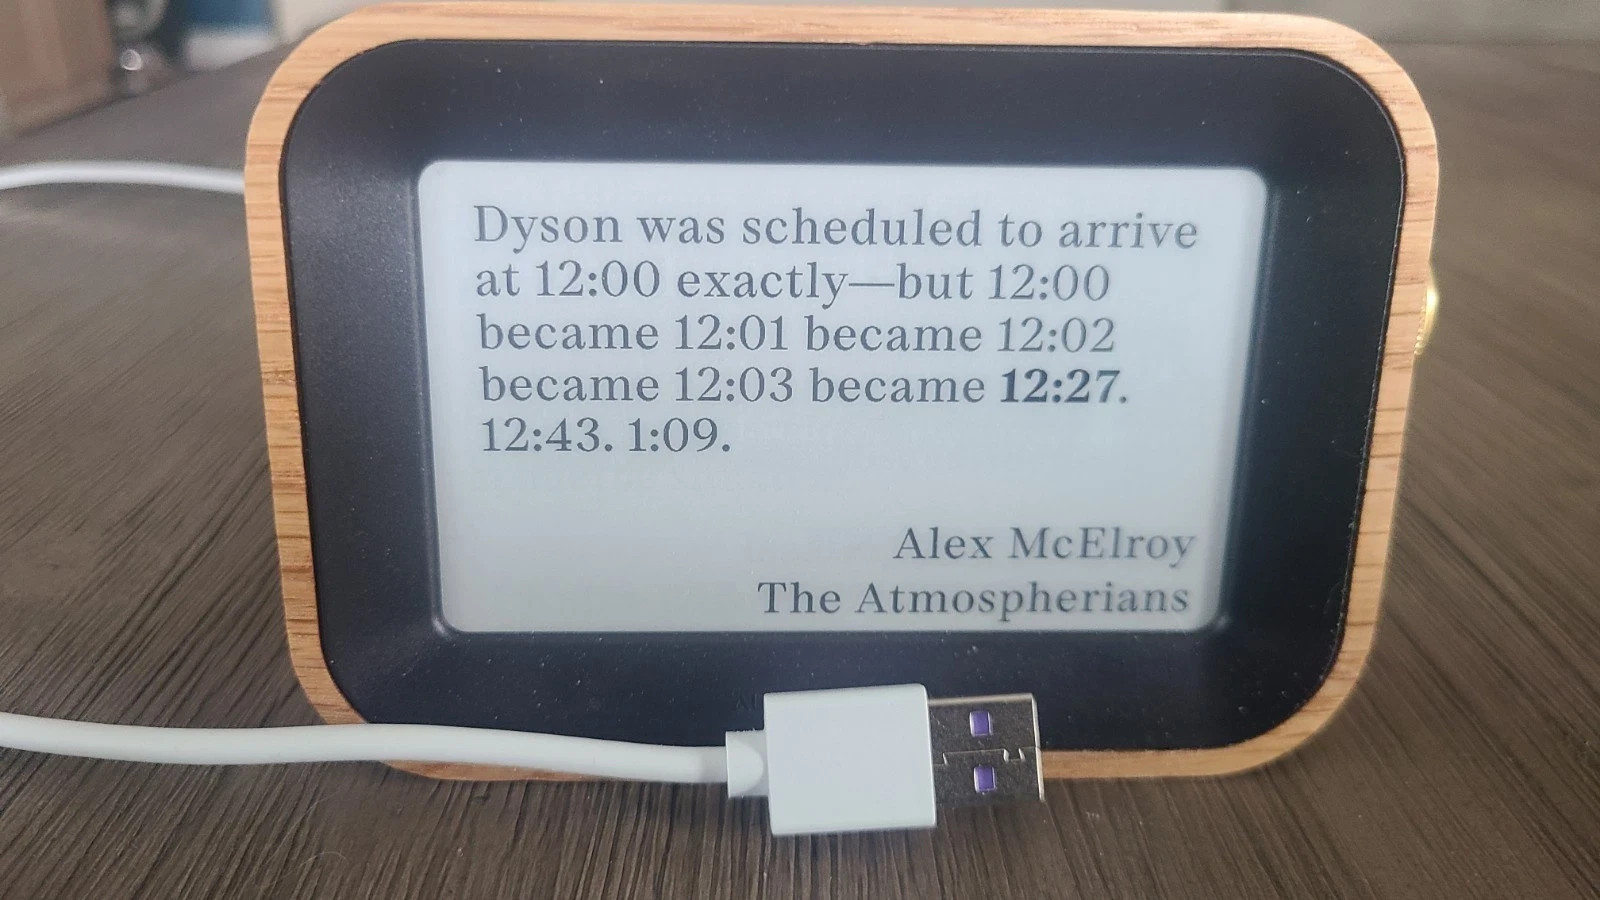 Dyson was scheduled to arrive
at 12:00 exactly—but 12:00
became 12:01 became 12:02
became 12:03 became 12:27.
12:43. 1:09.
Alex McElroy
The Atmospherians